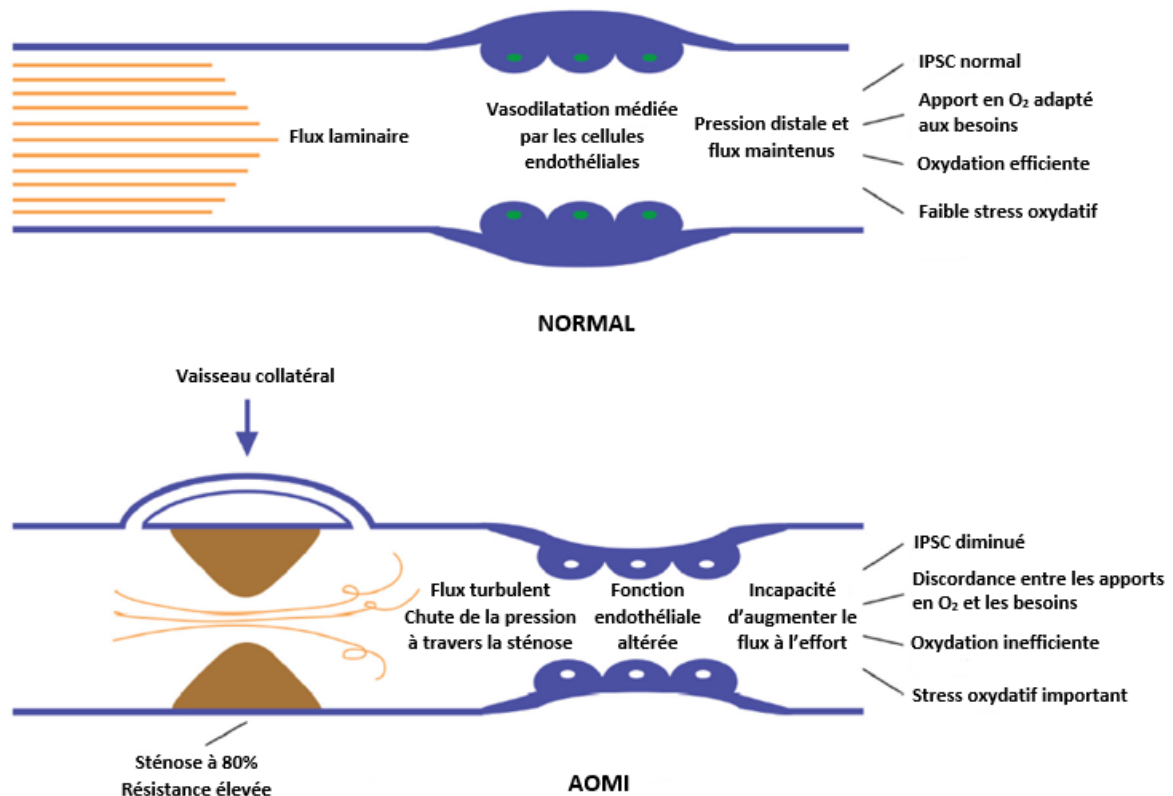 Flux laminaire
Vasodilatation médiée
par les cellules
endothéliales
Pression distale et
flux maintenus
IPSC normal
Apport en O₂ adapté
aux besoins
Oxydation efficiente
Faible stress oxydatif
NORMAL
Vaisseau collatéral
Flux turbulent
Chute de la pression
à travers la sténose
Fonction
endothéliale
altérée
Incapacité
d'augmenter le
flux à l'effort
IPSC diminué
Discordance entre les apports
en O₂ et les besoins
Oxydation inefficiente
Stress oxydatif important
Sténose à 80%
Résistance élevée
AOMI